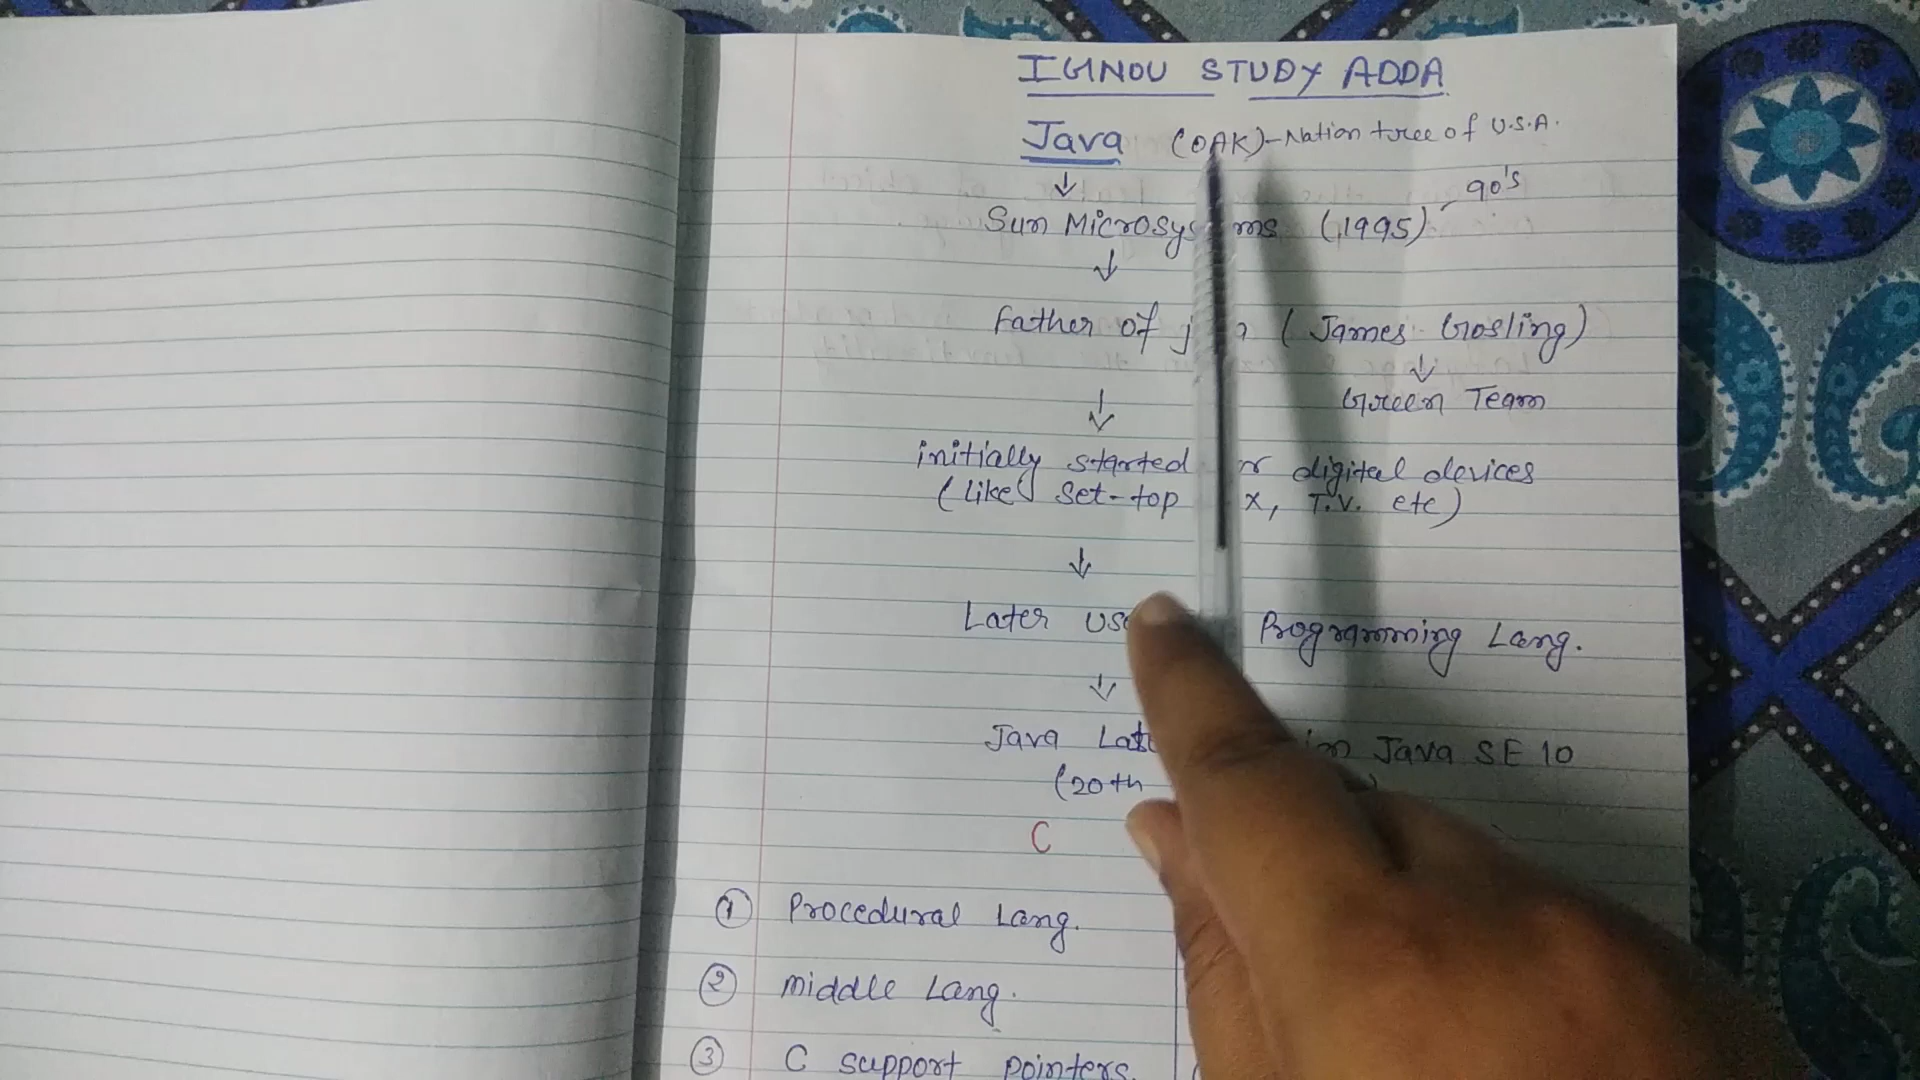 IGNOU STUDY ADDA
Java (OAK)-Nation tree of U.S.A.
90's
Sun Microsystems (1995)
Father of (James Gosling)
Green Team
initially started digital devices
(like Set-top T.V. etc)
Later Programming Lang.
Java Java SE 10
(20th
C
① Procedural Lang.
② Middle Lang.
③ C support pointers.